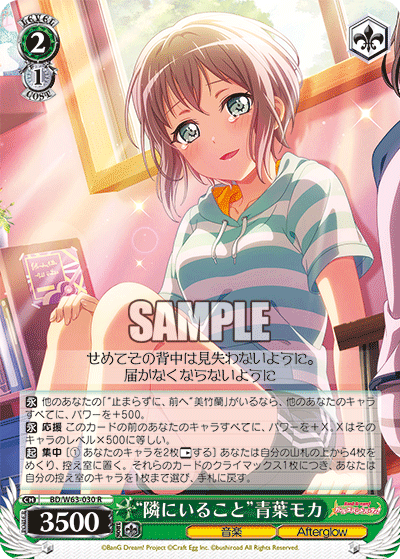 LEVEL
2
1
COST
SAMPLE
せめてその背中は見失わないように。
届かなくならないように
永 他のあなたの「“止まらずに、前へ”美竹蘭」がいるなら、他のあなたのキャラ
すべてに、パワーを+500。
永 応援 このカードの前のあなたのキャラすべてに、パワーを+X。Xはそ
のキャラのレベル×500に等しい。
起 集中 [① あなたのキャラを2枚レストする] あなたは自分の山札の上から4枚を
めくり、控え室に置く。それらのカードのクライマックス1枚につき、あなたは
自分の控え室のキャラを1枚まで選び、手札に戻す。
CH BD/W63-030 R
3500
“隣にいること”青葉モカ
音楽
Afterglow
©BanG Dream! Project ©Craft Egg Inc. ©bushiroad All Rights Reserved.